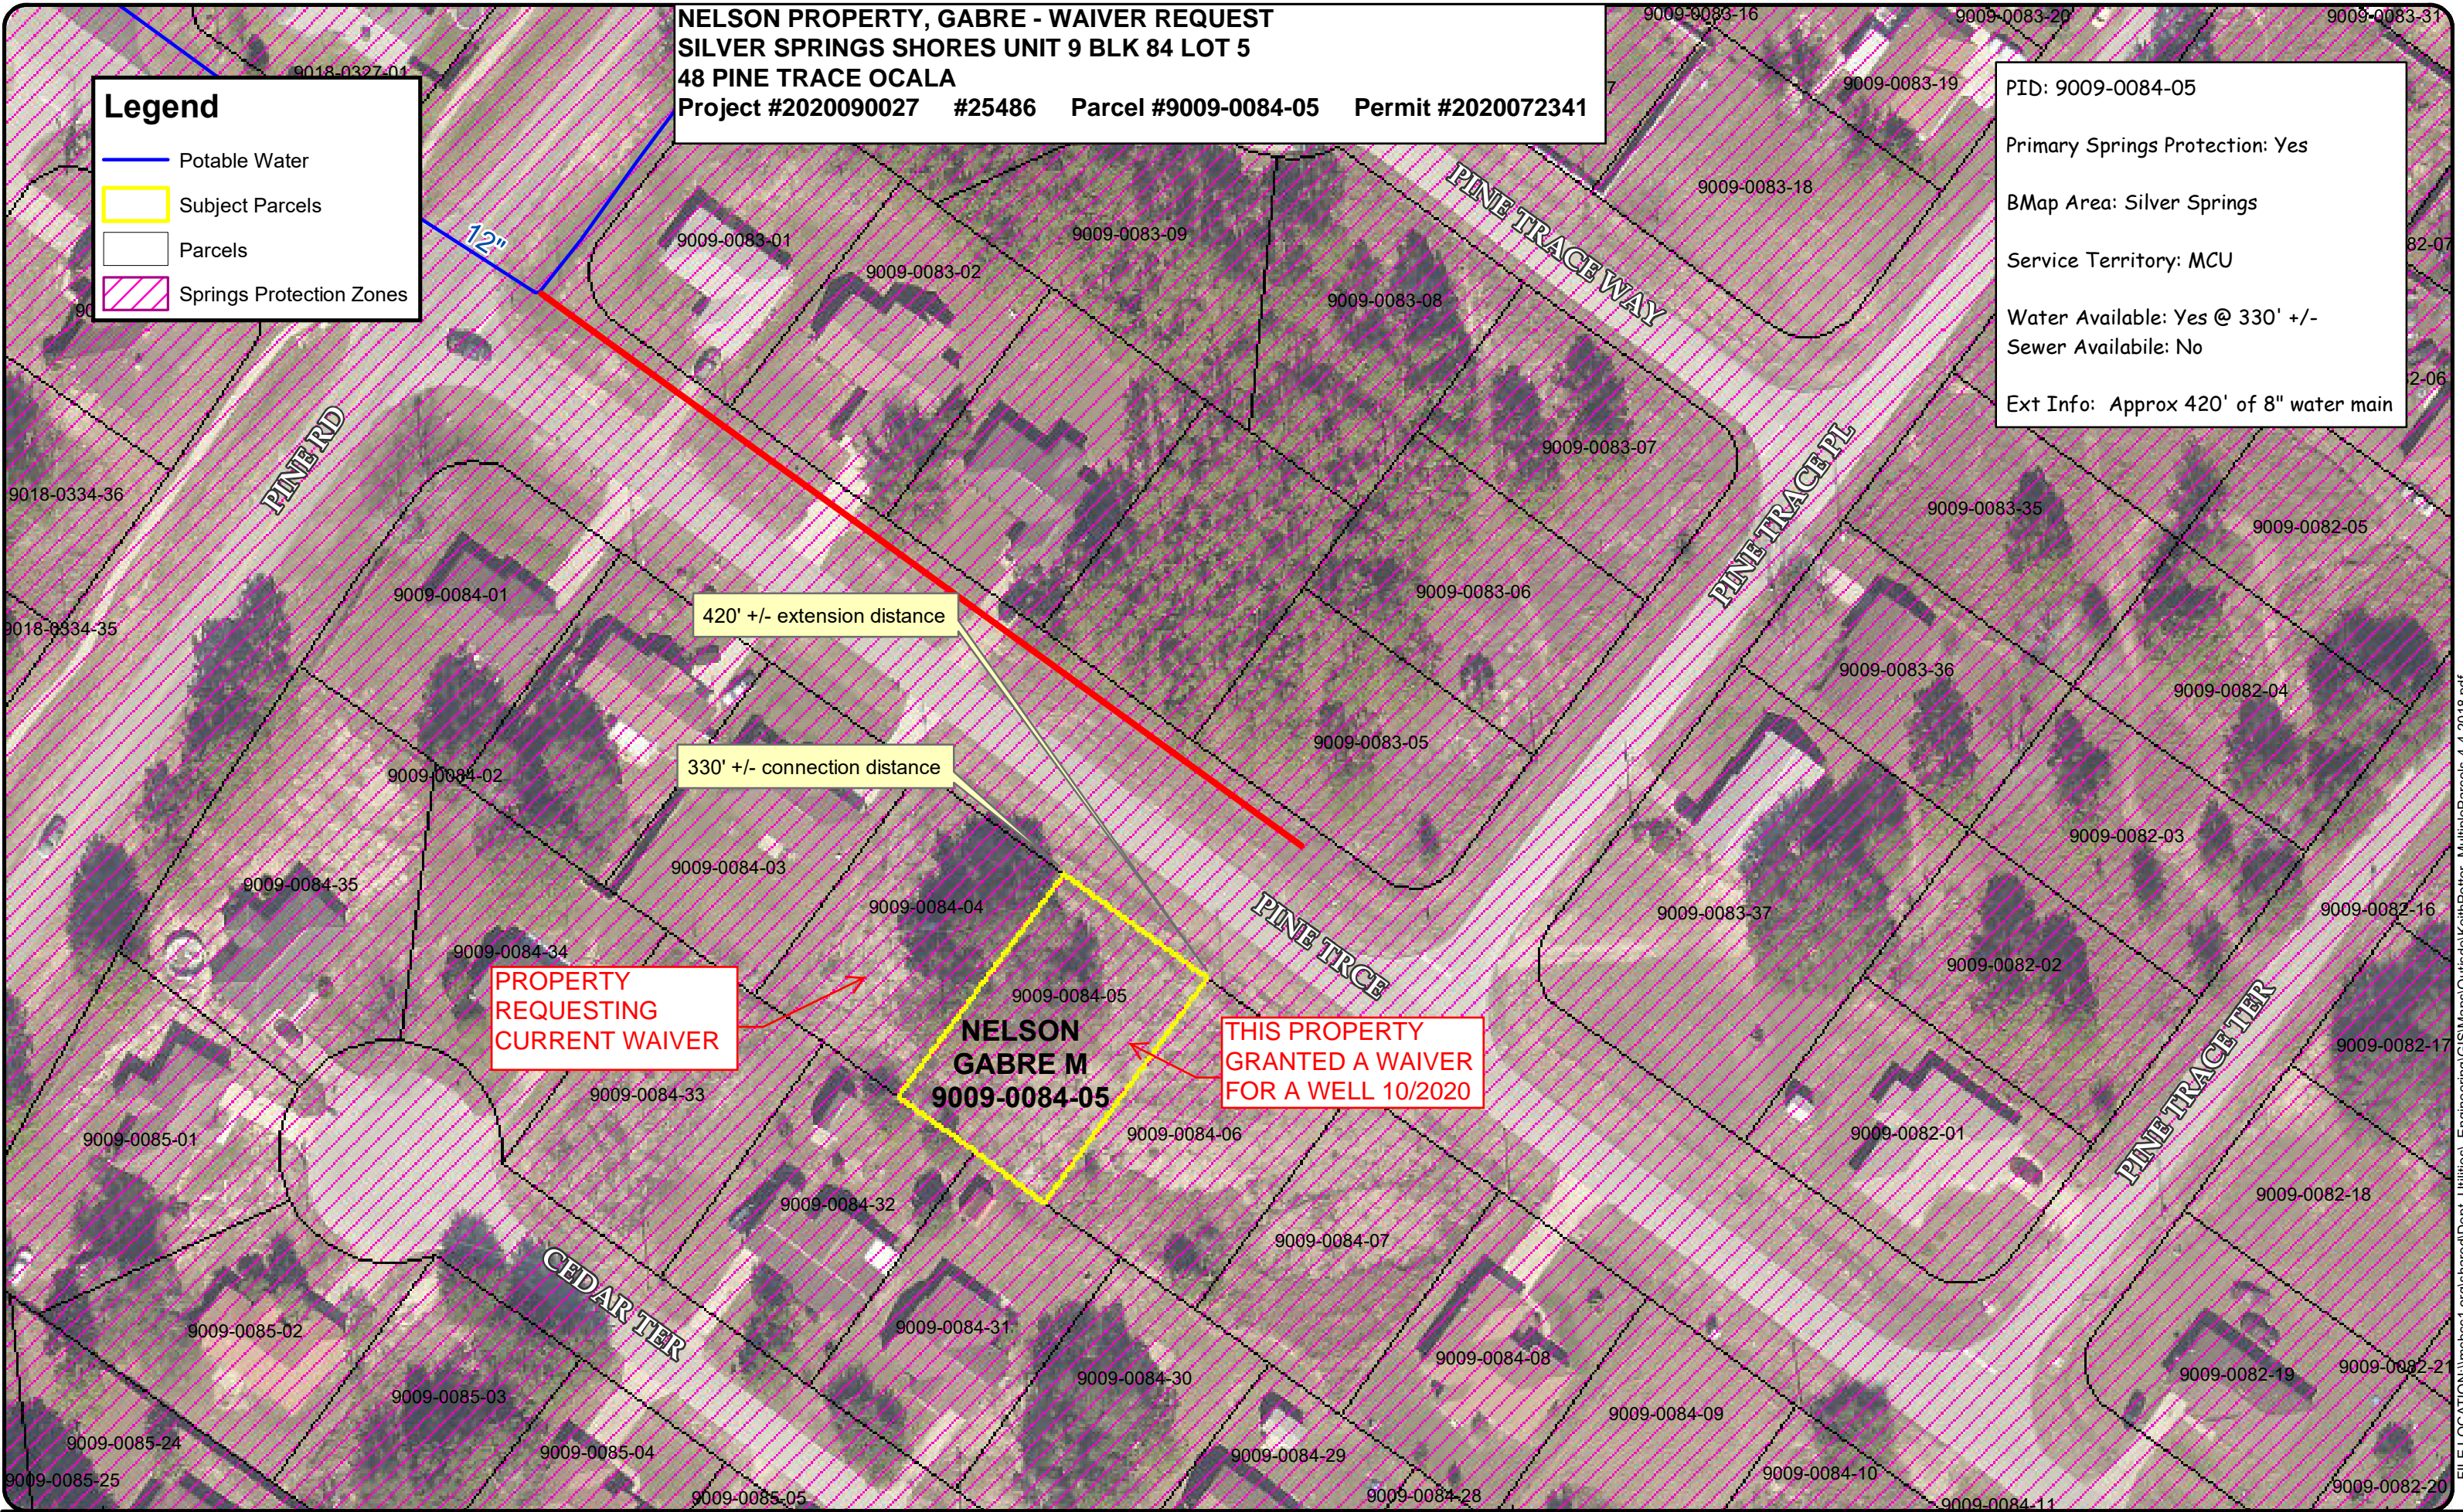 NELSON PROPERTY, GABRE - WAIVER REQUEST
SILVER SPRINGS SHORES UNIT 9 BLK 84 LOT 5
48 PINE TRACE OCALA
Project #2020090027 #25486 Parcel #9009-0084-05 Permit #2020072341
Legend
Potable Water
Subject Parcels
Parcels
Springs Protection Zones
PID: 9009-0084-05
Primary Springs Protection: Yes
BMap Area: Silver Springs
Service Territory: MCU
Water Available: Yes @ 330' +/-
Sewer Availabile: No
Ext Info: Approx 420' of 8" water main
9009-0083-16
9009-0083-20
9009-0083-31
9018-0327-01
9009-0083-19
9009-0083-18
PINE TRACE WAY
12"
9009-0083-01
9009-0083-02
9009-0083-09
9009-0083-08
82-07
2-06
9009-0083-07
PINE RD
9018-0334-36
PINE TRACE PL
9009-0083-35
9009-0082-05
9009-0084-01
9009-0083-06
9018-0334-35
420' +/- extension distance
9009-0083-36
9009-0082-04
9009-0083-05
330' +/- connection distance
9009-0084-02
9009-0082-03
9009-0084-03
9009-0084-35
9009-0084-04
PINE TRCE
9009-0083-37
9009-0082-16
9009-0084-34
9009-0082-02
PROPERTY
REQUESTING
CURRENT WAIVER
9009-0084-05
NELSON
GABRE M
9009-0084-05
THIS PROPERTY
GRANTED A WAIVER
FOR A WELL 10/2020
9009-0082-17
PINE TRACE TER
9009-0084-33
9009-0085-01
9009-0084-06
9009-0082-01
9009-0084-32
9009-0082-18
9009-0084-07
CEDAR TER
9009-0085-02
9009-0084-31
9009-0084-08
9009-0082-19
9009-0082-21
9009-0084-30
9009-0085-03
9009-0084-09
9009-0085-24
9009-0085-04
9009-0084-29
9009-0084-10
9009-0085-25
9009-0085-05
9009-0084-28
9009-0084-11
9009-0082-20